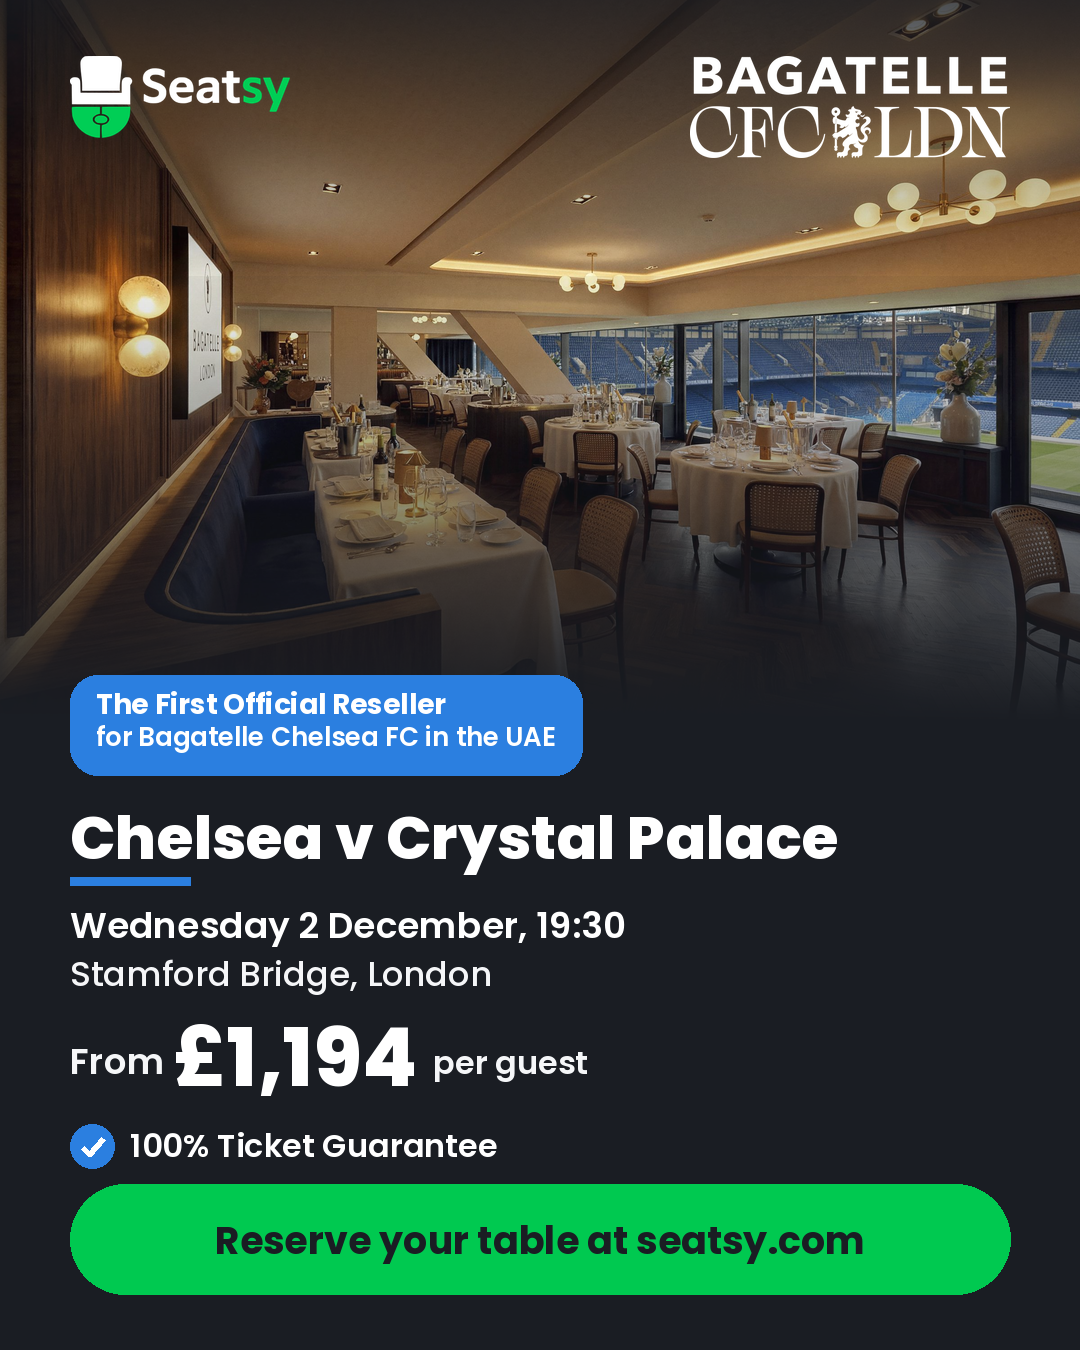 Seatsy
BAGATELLE
CFC LDN
BAGATELLE
LONDON
The First Official Reseller
for Bagatelle Chelsea FC in the UAE
Chelsea v Crystal Palace
Wednesday 2 December, 19:30
Stamford Bridge, London
From £1,194 per guest
100% Ticket Guarantee
Reserve your table at seatsy.com